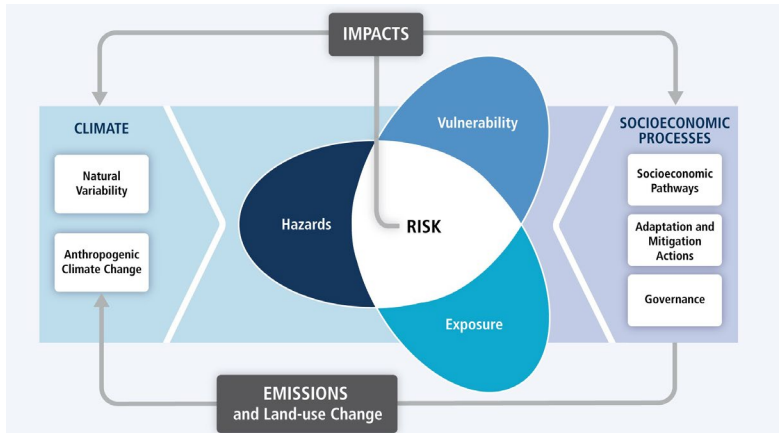 IMPACTS
CLIMATE
Natural
Variability
Anthropogenic
Climate Change
Vulnerability
Hazards
RISK
Exposure
SOCIOECONOMIC
PROCESSES
Socioeconomic
Pathways
Adaptation and
Mitigation
Actions
Governance
EMISSIONS
and Land-use Change